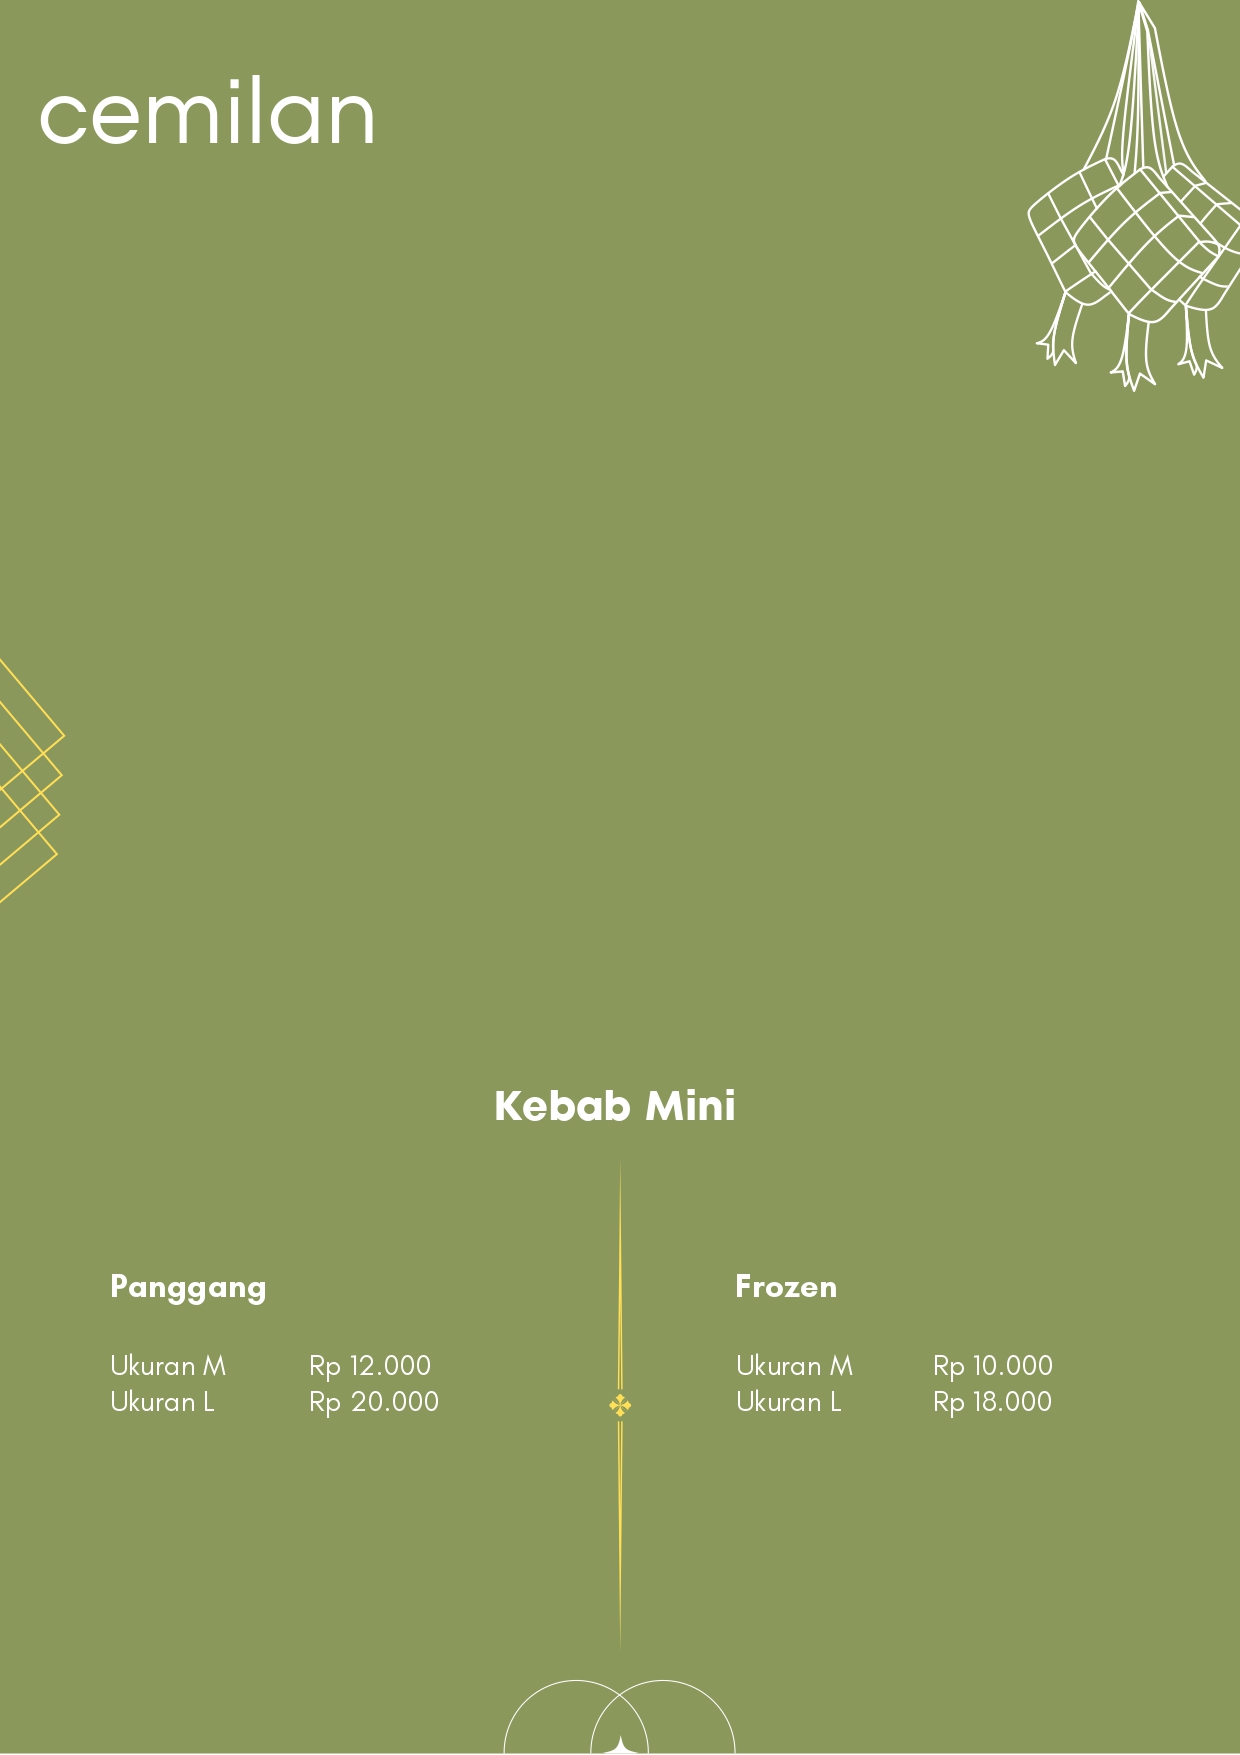 cemilan
Kebab Mini
Panggang
Ukuran M Rp 12.000
Ukuran L Rp 20.000
Frozen
Ukuran M Rp 10.000
Ukuran L Rp 18.000